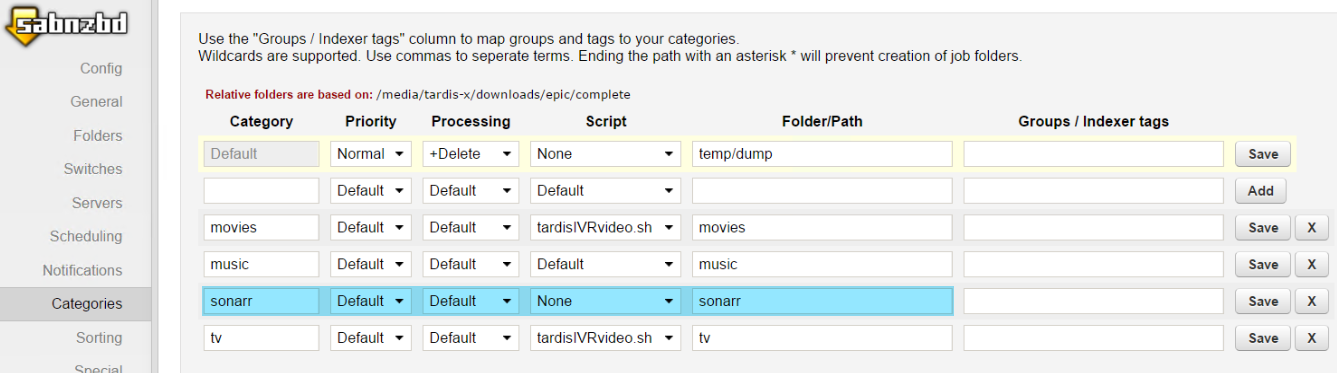 sabnzbd
Config
General
Folders
Switches
Servers
Scheduling
Notifications
Categories
Sorting
Special
Use the "Groups / Indexer tags" column to map groups and tags to your categories.
Wildcards are supported. Use commas to seperate terms. Ending the path with an asterisk * will prevent creation of job folders.
Relative folders are based on: /media/tardis-x/downloads/epic/complete
Category Priority Processing Script Folder/Path Groups / Indexer tags
Default Normal +Delete None temp/dump Save
Default Default Default Add
movies Default Default tardisIVRvideo.sh movies Save X
music Default Default Default music Save X
sonarr Default Default None sonarr Save X
tv Default Default tardisIVRvideo.sh tv Save X